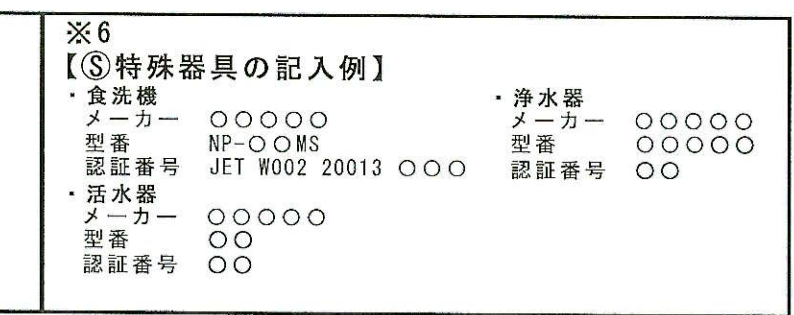 ※6
【Ⓢ特殊器具の記入例】
・食洗機
メーカー ○○○○○
型番 NP-○○MS
認証番号 JET W002 20013 ○○○
・活水器
メーカー ○○○○○
型番 ○○
認証番号 ○○
・浄水器
メーカー ○○○○○
型番 ○○○○○
認証番号 ○○